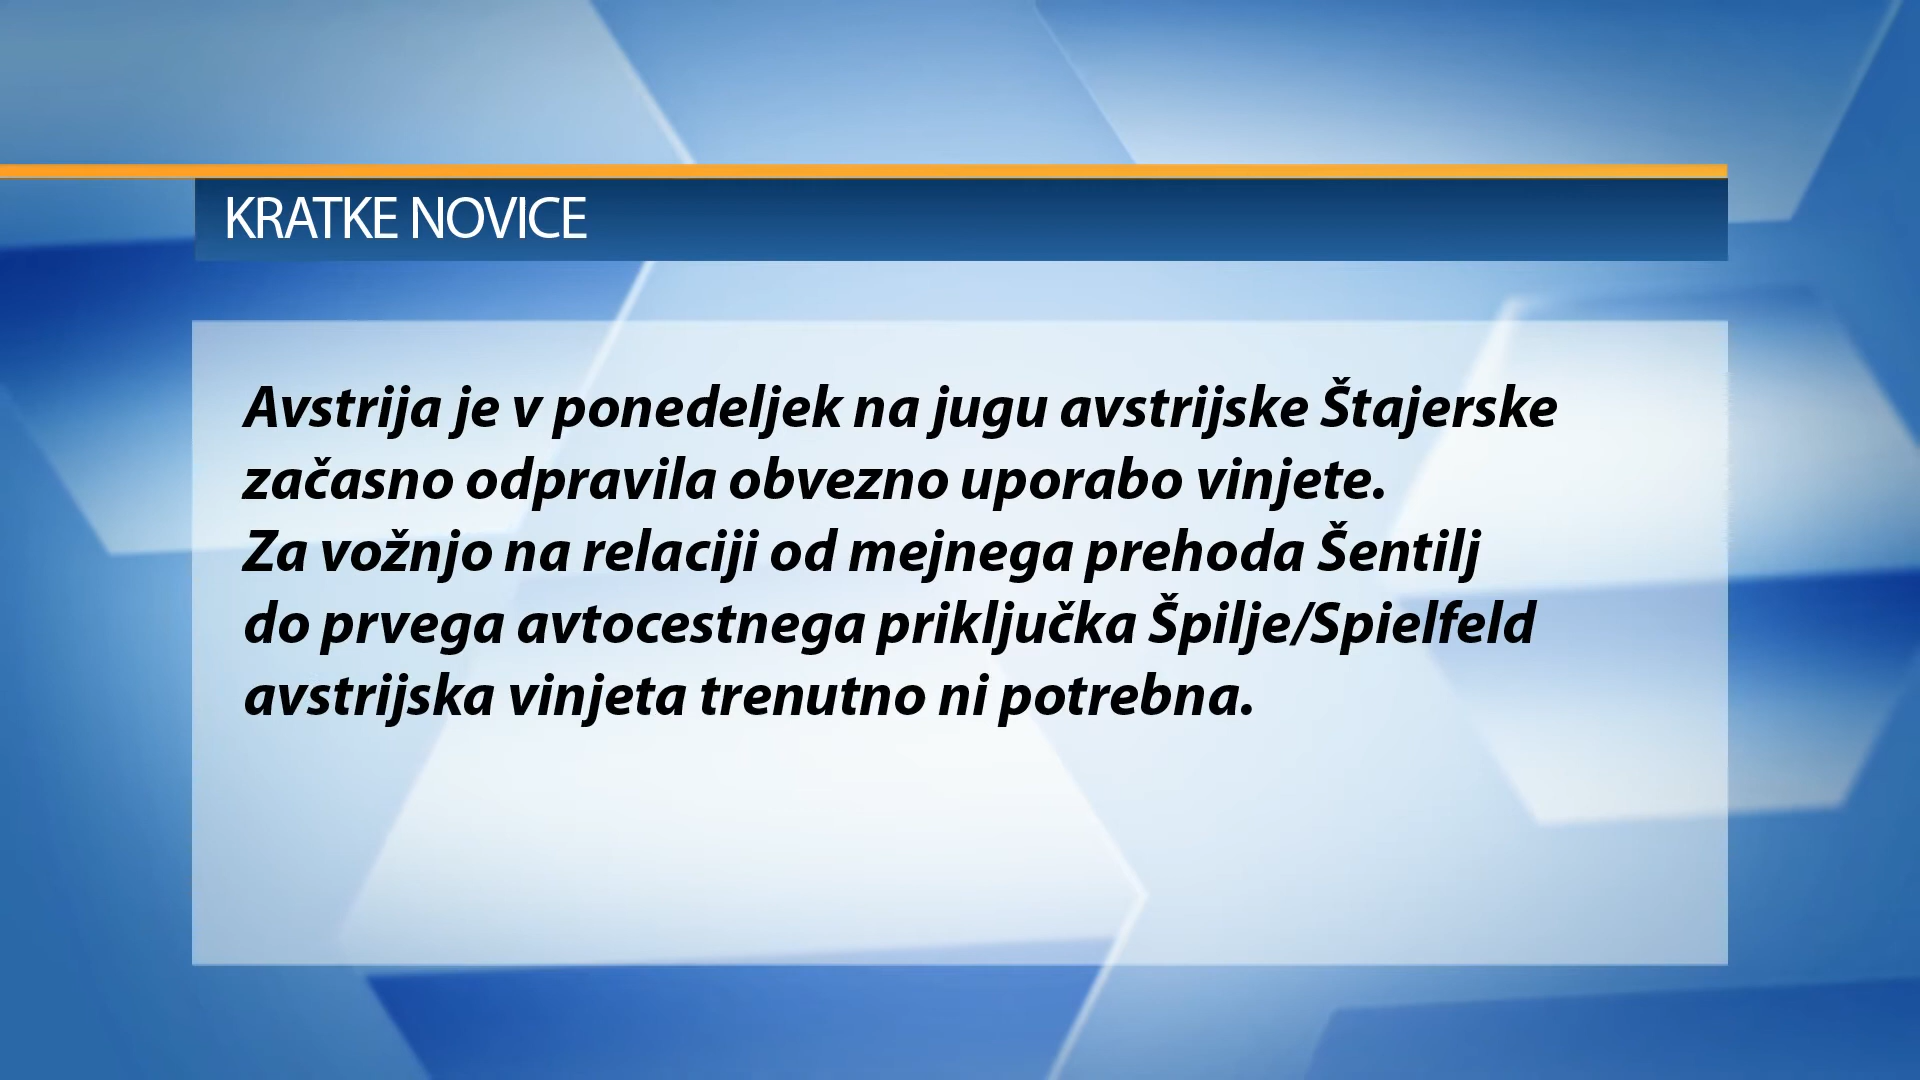 KRATKE NOVICE
Avstrija je v ponedeljek na jugu avstrijske Štajerske
začasno odpravila obvezno uporabo vinjete.
Za vožnjo na relaciji od mejnega prehoda Šentilj
do prvega avtocestnega priključka Špilje/Spielfeld
avstrijska vinjeta trenutno ni potrebna.